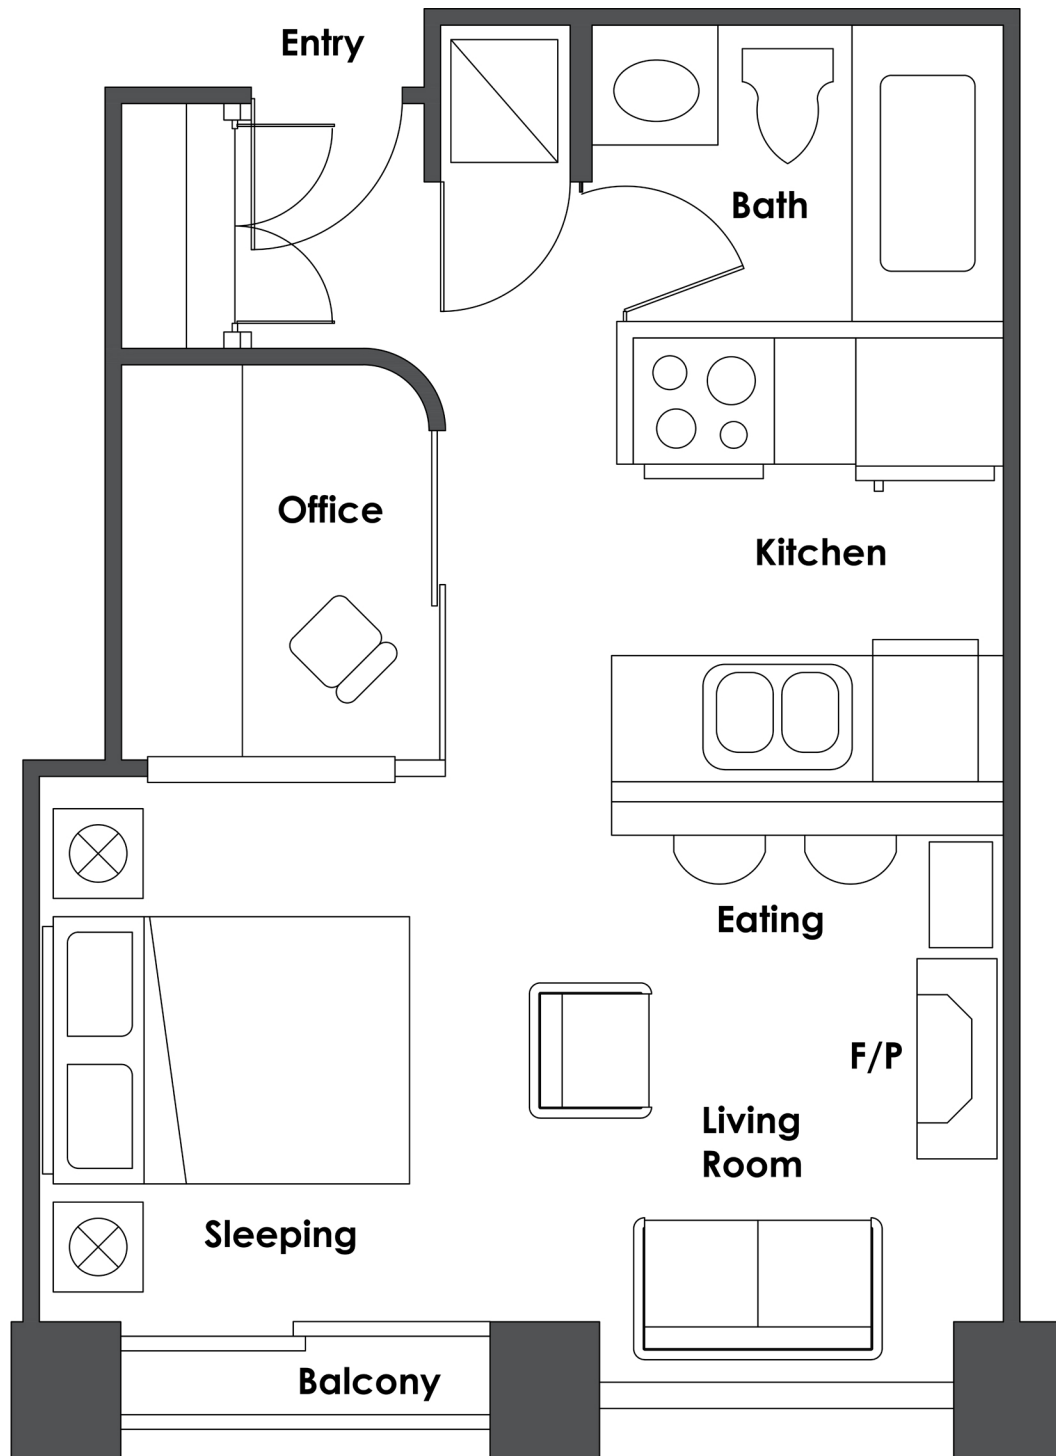 Entry
Bath
Office
Kitchen
Eating
F/P
Living
Room
Sleeping
Balcony